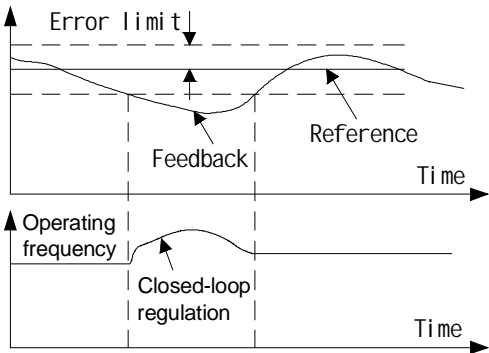 Error limit
Reference
Feedback
Time
Operating
frequency
Closed-loop
regulation
Time